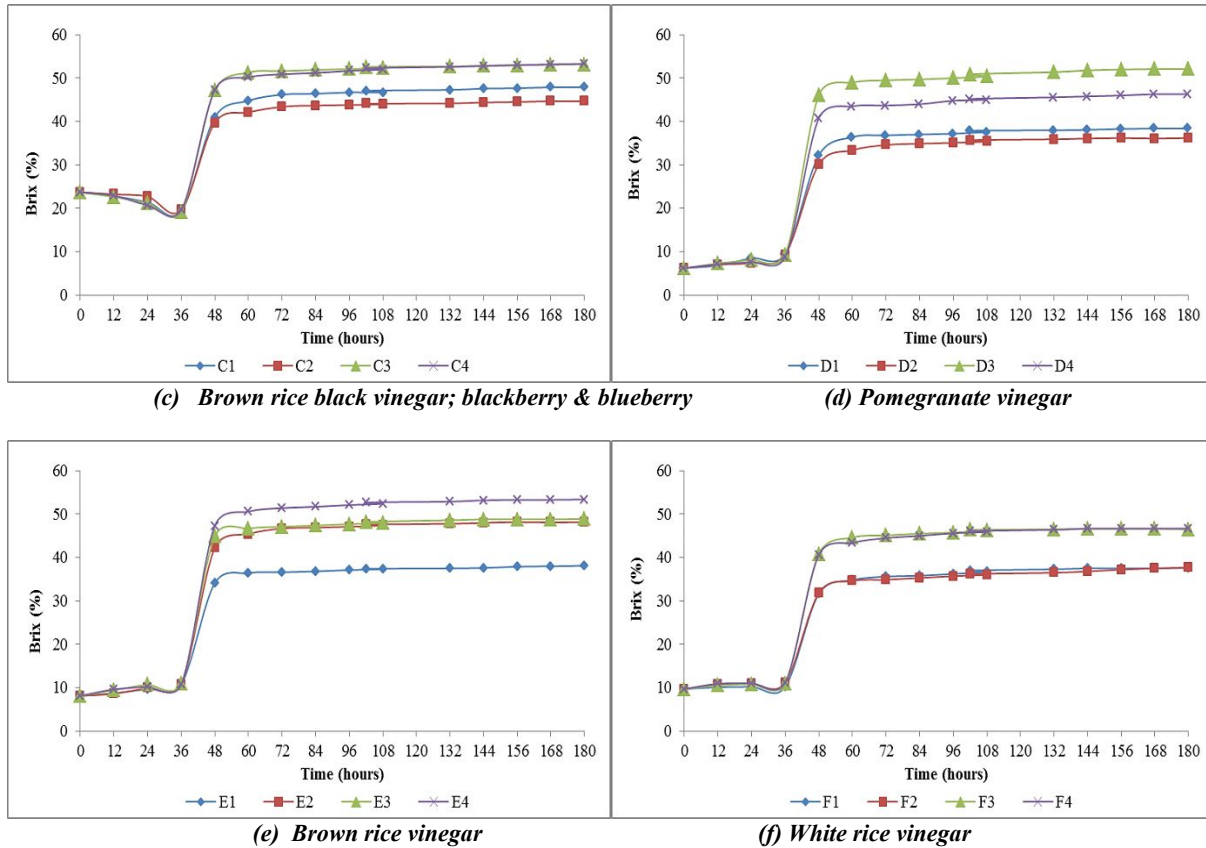 60
50
40
30
20
10
0
Brix (%)
0 12 24 36 48 60 72 84 96 108 120 132 144 156 168 180
Time (hours)
C1 C2 C3 C4
(c) Brown rice black vinegar; blackberry & blueberry
60
50
40
30
20
10
0
Brix (%)
0 12 24 36 48 60 72 84 96 108 120 132 144 156 168 180
Time (hours)
D1 D2 D3 D4
(d) Pomegranate vinegar
60
50
40
30
20
10
0
Brix (%)
0 12 24 36 48 60 72 84 96 108 120 132 144 156 168 180
Time (hours)
E1 E2 E3 E4
(e) Brown rice vinegar
60
50
40
30
20
10
0
Brix (%)
0 12 24 36 48 60 72 84 96 108 120 132 144 156 168 180
Time (hours)
F1 F2 F3 F4
(f) White rice vinegar